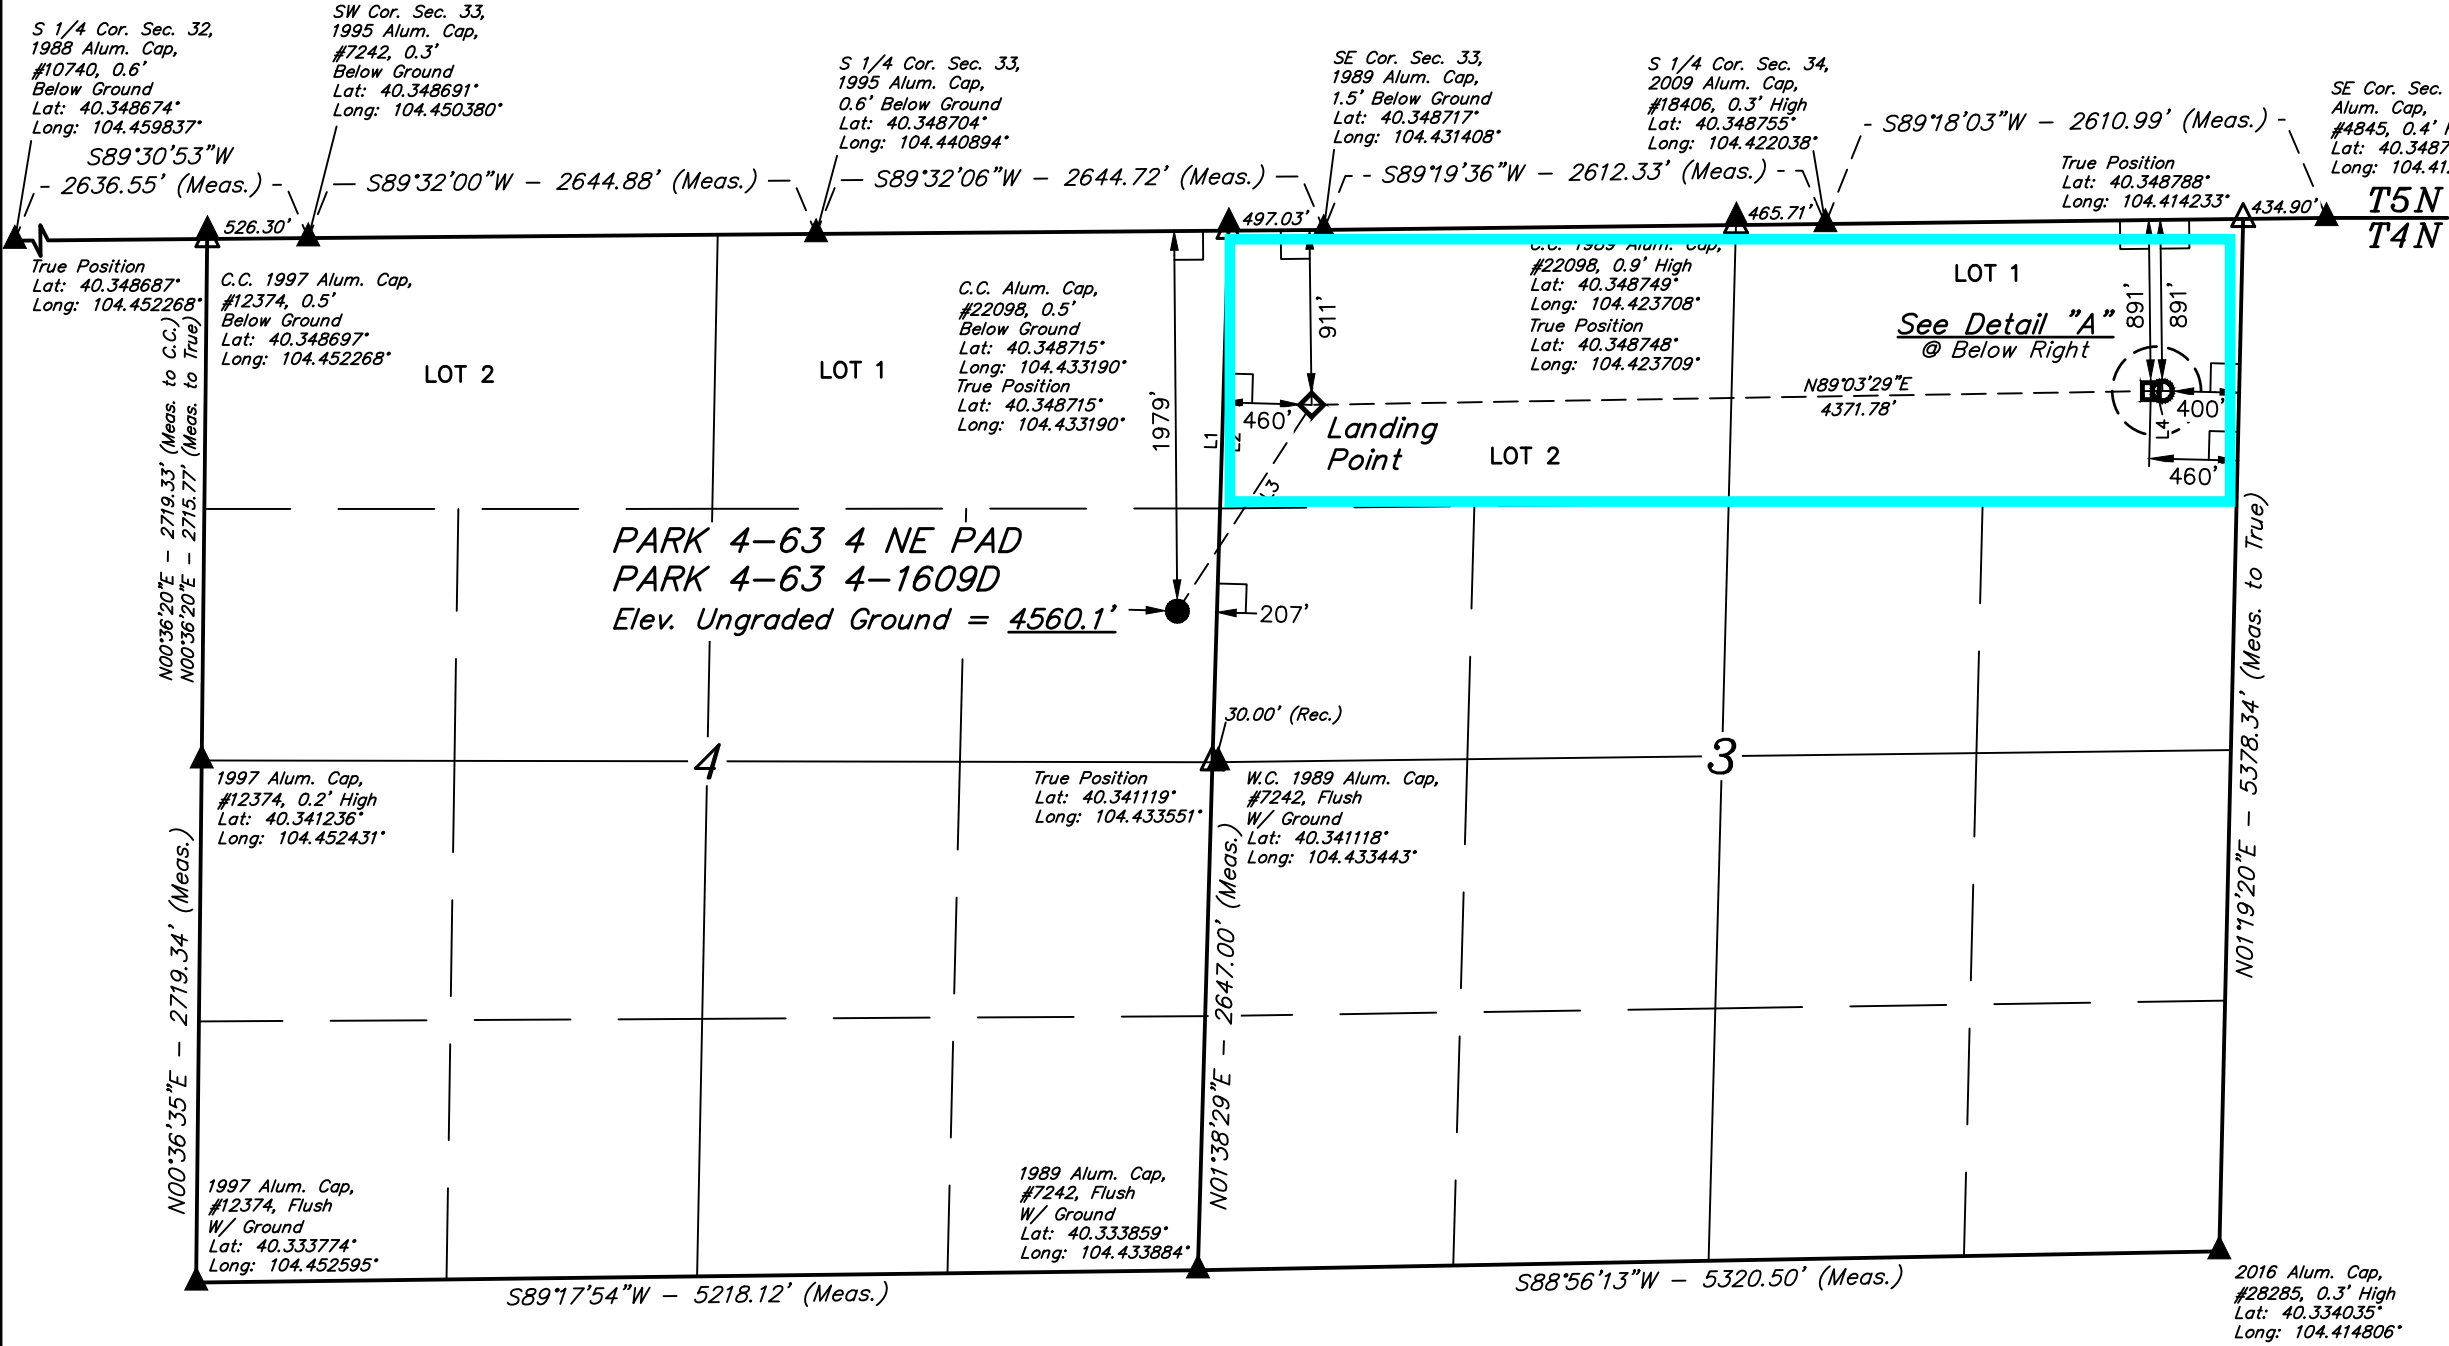 S 1/4 Cor. Sec. 32,
1988 Alum. Cap,
#10740, 0.6'
Below Ground
Lat: 40.348674°
Long: 104.459837°
SW Cor. Sec. 33,
1995 Alum. Cap,
#7242, 0.3'
Below Ground
Lat: 40.348691°
Long: 104.450380°
S 1/4 Cor. Sec. 33,
1995 Alum. Cap,
0.6' Below Ground
Lat: 40.348704°
Long: 104.440894°
SE Cor. Sec. 33,
1989 Alum. Cap,
1.5' Below Ground
Lat: 40.348717°
Long: 104.431408°
S 1/4 Cor. Sec. 34,
2009 Alum. Cap,
#18406, 0.3' High
Lat: 40.348755°
Long: 104.422038°
SE Cor. Sec.
Alum. Cap,
#4845, 0.4'
Lat: 40.3487
Long: 104.41
S89°30'53"W
2636.55' (Meas.)
S89°32'00"W – 2644.88' (Meas.)
S89°32'06"W – 2644.72' (Meas.)
S89°19'36"W – 2612.33' (Meas.)
S89°18'03"W – 2610.99' (Meas.)
True Position
Lat: 40.348788°
Long: 104.414233°
T5N
T4N
526.30'
497.03'
465.71'
434.90'
True Position
Lat: 40.348687°
Long: 104.452268°
C.C. 1997 Alum. Cap,
#12374, 0.5'
Below Ground
Lat: 40.348697°
Long: 104.452268°
LOT 2
LOT 1
C.C. Alum. Cap,
#22098, 0.5'
Below Ground
Lat: 40.348715°
Long: 104.433190°
True Position
Lat: 40.348715°
Long: 104.433190°
1979'
L1
L2
911'
460'
Landing
Point
L3
C.C. 1989 Alum. Cap,
#22098, 0.9' High
Lat: 40.348749°
Long: 104.423708°
True Position
Lat: 40.348748°
Long: 104.423709°
LOT 2
LOT 1
See Detail "A"
@ Below Right
N89°03'29"E
4371.78'
891'
891'
400'
L4
460'
N00°36'20"E – 2719.33' (Meas. to C.C.)
N00°36'20"E – 2715.77' (Meas. to True)
PARK 4-63 4 NE PAD
PARK 4-63 4-1609D
Elev. Ungraded Ground = 4560.1'
207'
30.00' (Rec.)
4
3
1997 Alum. Cap,
#12374, 0.2' High
Lat: 40.341236°
Long: 104.452431°
True Position
Lat: 40.341119°
Long: 104.433551°
W.C. 1989 Alum. Cap,
#7242, Flush
W/ Ground
Lat: 40.341118°
Long: 104.433443°
N01°19'20"E – 5378.34' (Meas. to True)
N00°36'35"E – 2719.34' (Meas.)
N01°38'29"E – 2647.00' (Meas.)
1997 Alum. Cap,
#12374, Flush
W/ Ground
Lat: 40.333774°
Long: 104.452595°
1989 Alum. Cap,
#7242, Flush
W/ Ground
Lat: 40.333859°
Long: 104.433884°
S89°17'54"W – 5218.12' (Meas.)
S88°56'13"W – 5320.50' (Meas.)
2016 Alum. Cap,
#28285, 0.3' High
Lat: 40.334035°
Long: 104.414806°